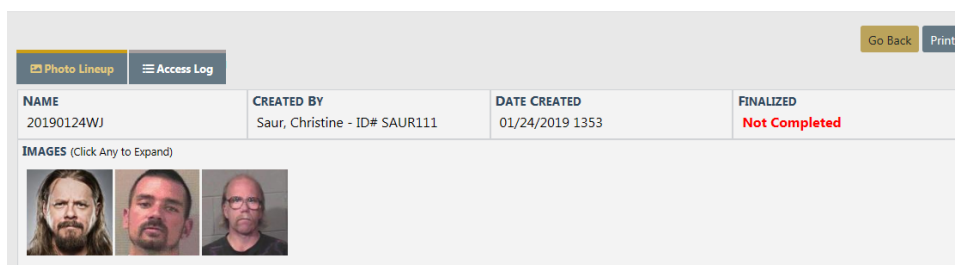 Go Back Print
Photo Lineup Access Log
NAME CREATED BY DATE CREATED FINALIZED
20190124WJ Saur, Christine - ID# SAUR111 01/24/2019 1353 Not Completed
IMAGES (Click Any to Expand)